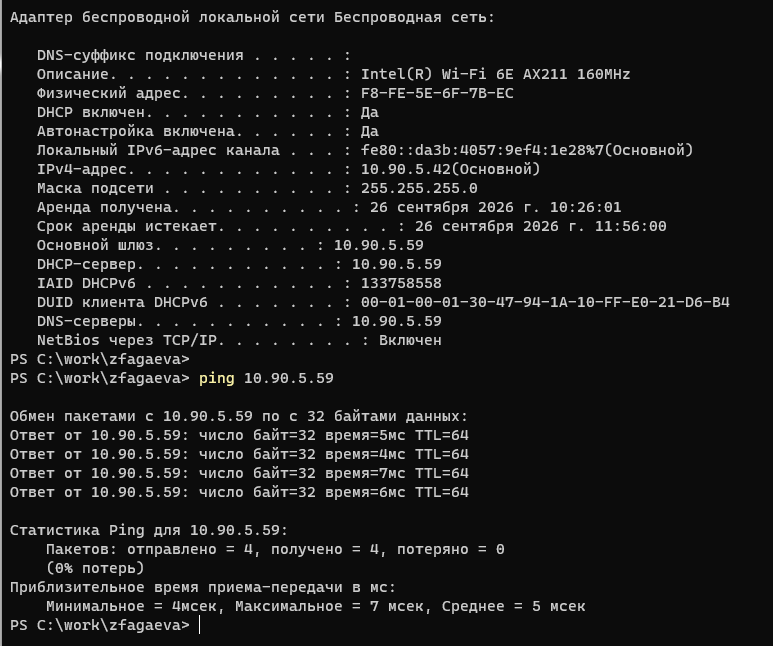 Адаптер беспроводной локальной сети Беспроводная сеть:
DNS-суффикс подключения . . . . . :
Описание. . . . . . . . . . . . . : Intel(R) Wi-Fi 6E AX211 160MHz
Физический адрес. . . . . . . . . : F8-FE-5E-6F-7B-EC
DHCP включен. . . . . . . . . . . : Да
Автонастройка включена. . . . . . : Да
Локальный IPv6-адрес канала . . . : fe80::da3b:4057:9ef4:1e28%7(Основной)
IPv4-адрес. . . . . . . . . . . . : 10.90.5.42(Основной)
Маска подсети . . . . . . . . . . : 255.255.255.0
Аренда получена. . . . . . . . . . : 26 сентября 2026 г. 10:26:01
Срок аренды истекает. . . . . . . . . . : 26 сентября 2026 г. 11:56:00
Основной шлюз. . . . . . . . . : 10.90.5.59
DHCP-сервер. . . . . . . . . . . : 10.90.5.59
IAID DHCPv6 . . . . . . . . . . . : 133758558
DUID клиента DHCPv6 . . . . . . . : 00-01-00-01-30-47-94-1A-10-FF-E0-21-D6-B4
DNS-серверы. . . . . . . . . . . : 10.90.5.59
NetBios через TCP/IP. . . . . . . . : Включен
PS C:\work\zfagaeva>
PS C:\work\zfagaeva> ping 10.90.5.59
Обмен пакетами с 10.90.5.59 по с 32 байтами данных:
Ответ от 10.90.5.59: число байт=32 время=5мс TTL=64
Ответ от 10.90.5.59: число байт=32 время=4мс TTL=64
Ответ от 10.90.5.59: число байт=32 время=7мс TTL=64
Ответ от 10.90.5.59: число байт=32 время=6мс TTL=64
Статистика Ping для 10.90.5.59:
Пакетов: отправлено = 4, получено = 4, потеряно = 0
(0% потерь)
Приблизительное время приема-передачи в мс:
Минимальное = 4мсек, Максимальное = 7 мсек, Среднее = 5 мсек
PS C:\work\zfagaeva>